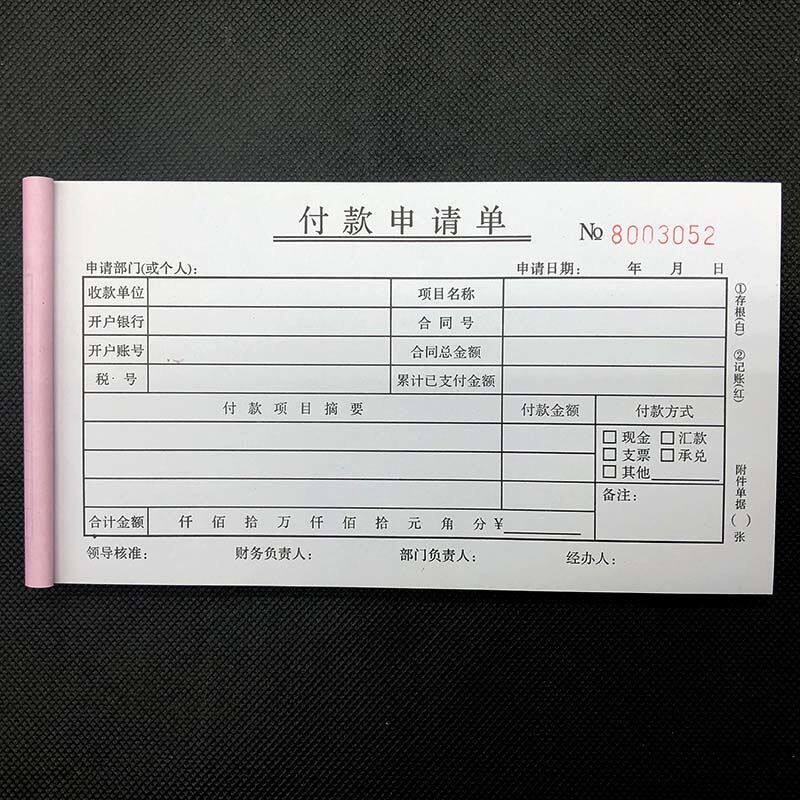 付款申请单
№ 8003052
申请部门(或个人)： 申请日期： 年 月 日
收款单位 项目名称
开户银行 合同号
开户账号 合同总金额
税号 累计已支付金额
付款项目摘要 付款金额 付款方式
现金 汇款
支票 承兑
其他
备注：
合计金额 仟 佰 拾 万 仟 佰 拾 元 角 分 ¥
领导核准： 财务负责人： 部门负责人： 经办人：
①存根(白) ②记账(红)
附件单据( )张